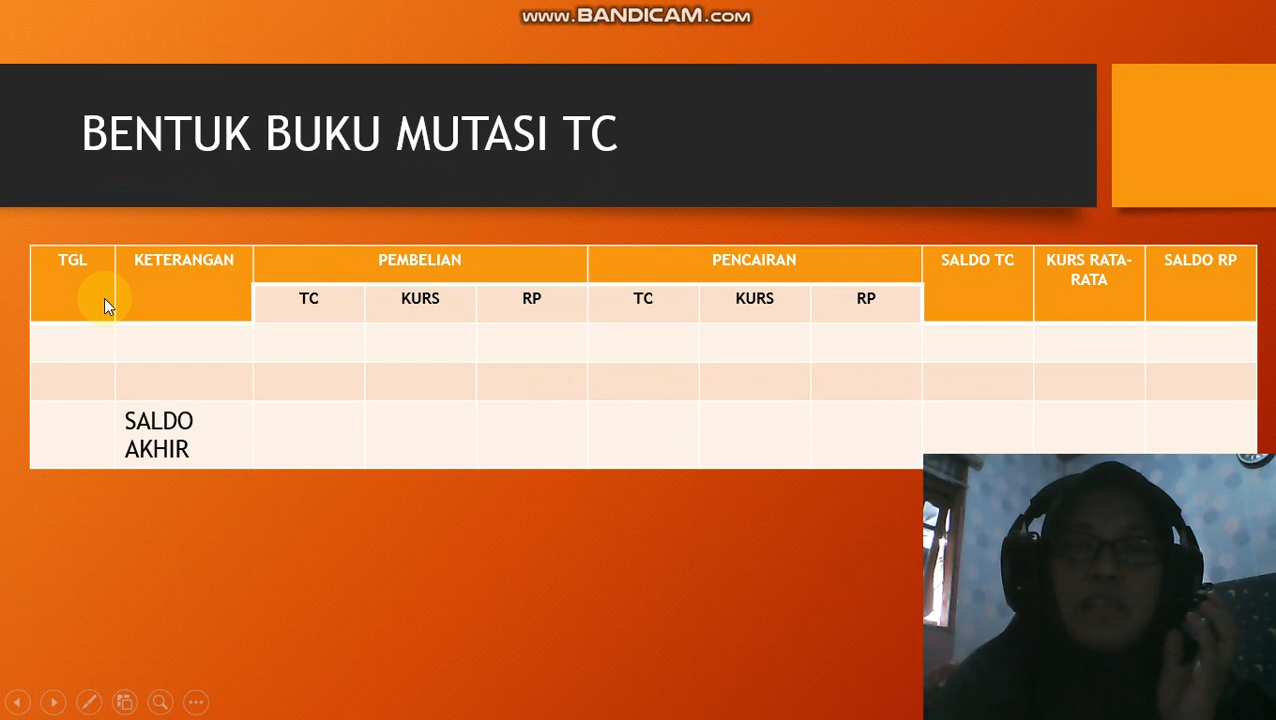 www.BANDICAM.com
BENTUK BUKU MUTASI TC
TGL KETERANGAN PEMBELIAN PENCAIRAN SALDO TC KURS RATA- SALDO RP
RATA
TC KURS RP TC KURS RP
SALDO
AKHIR